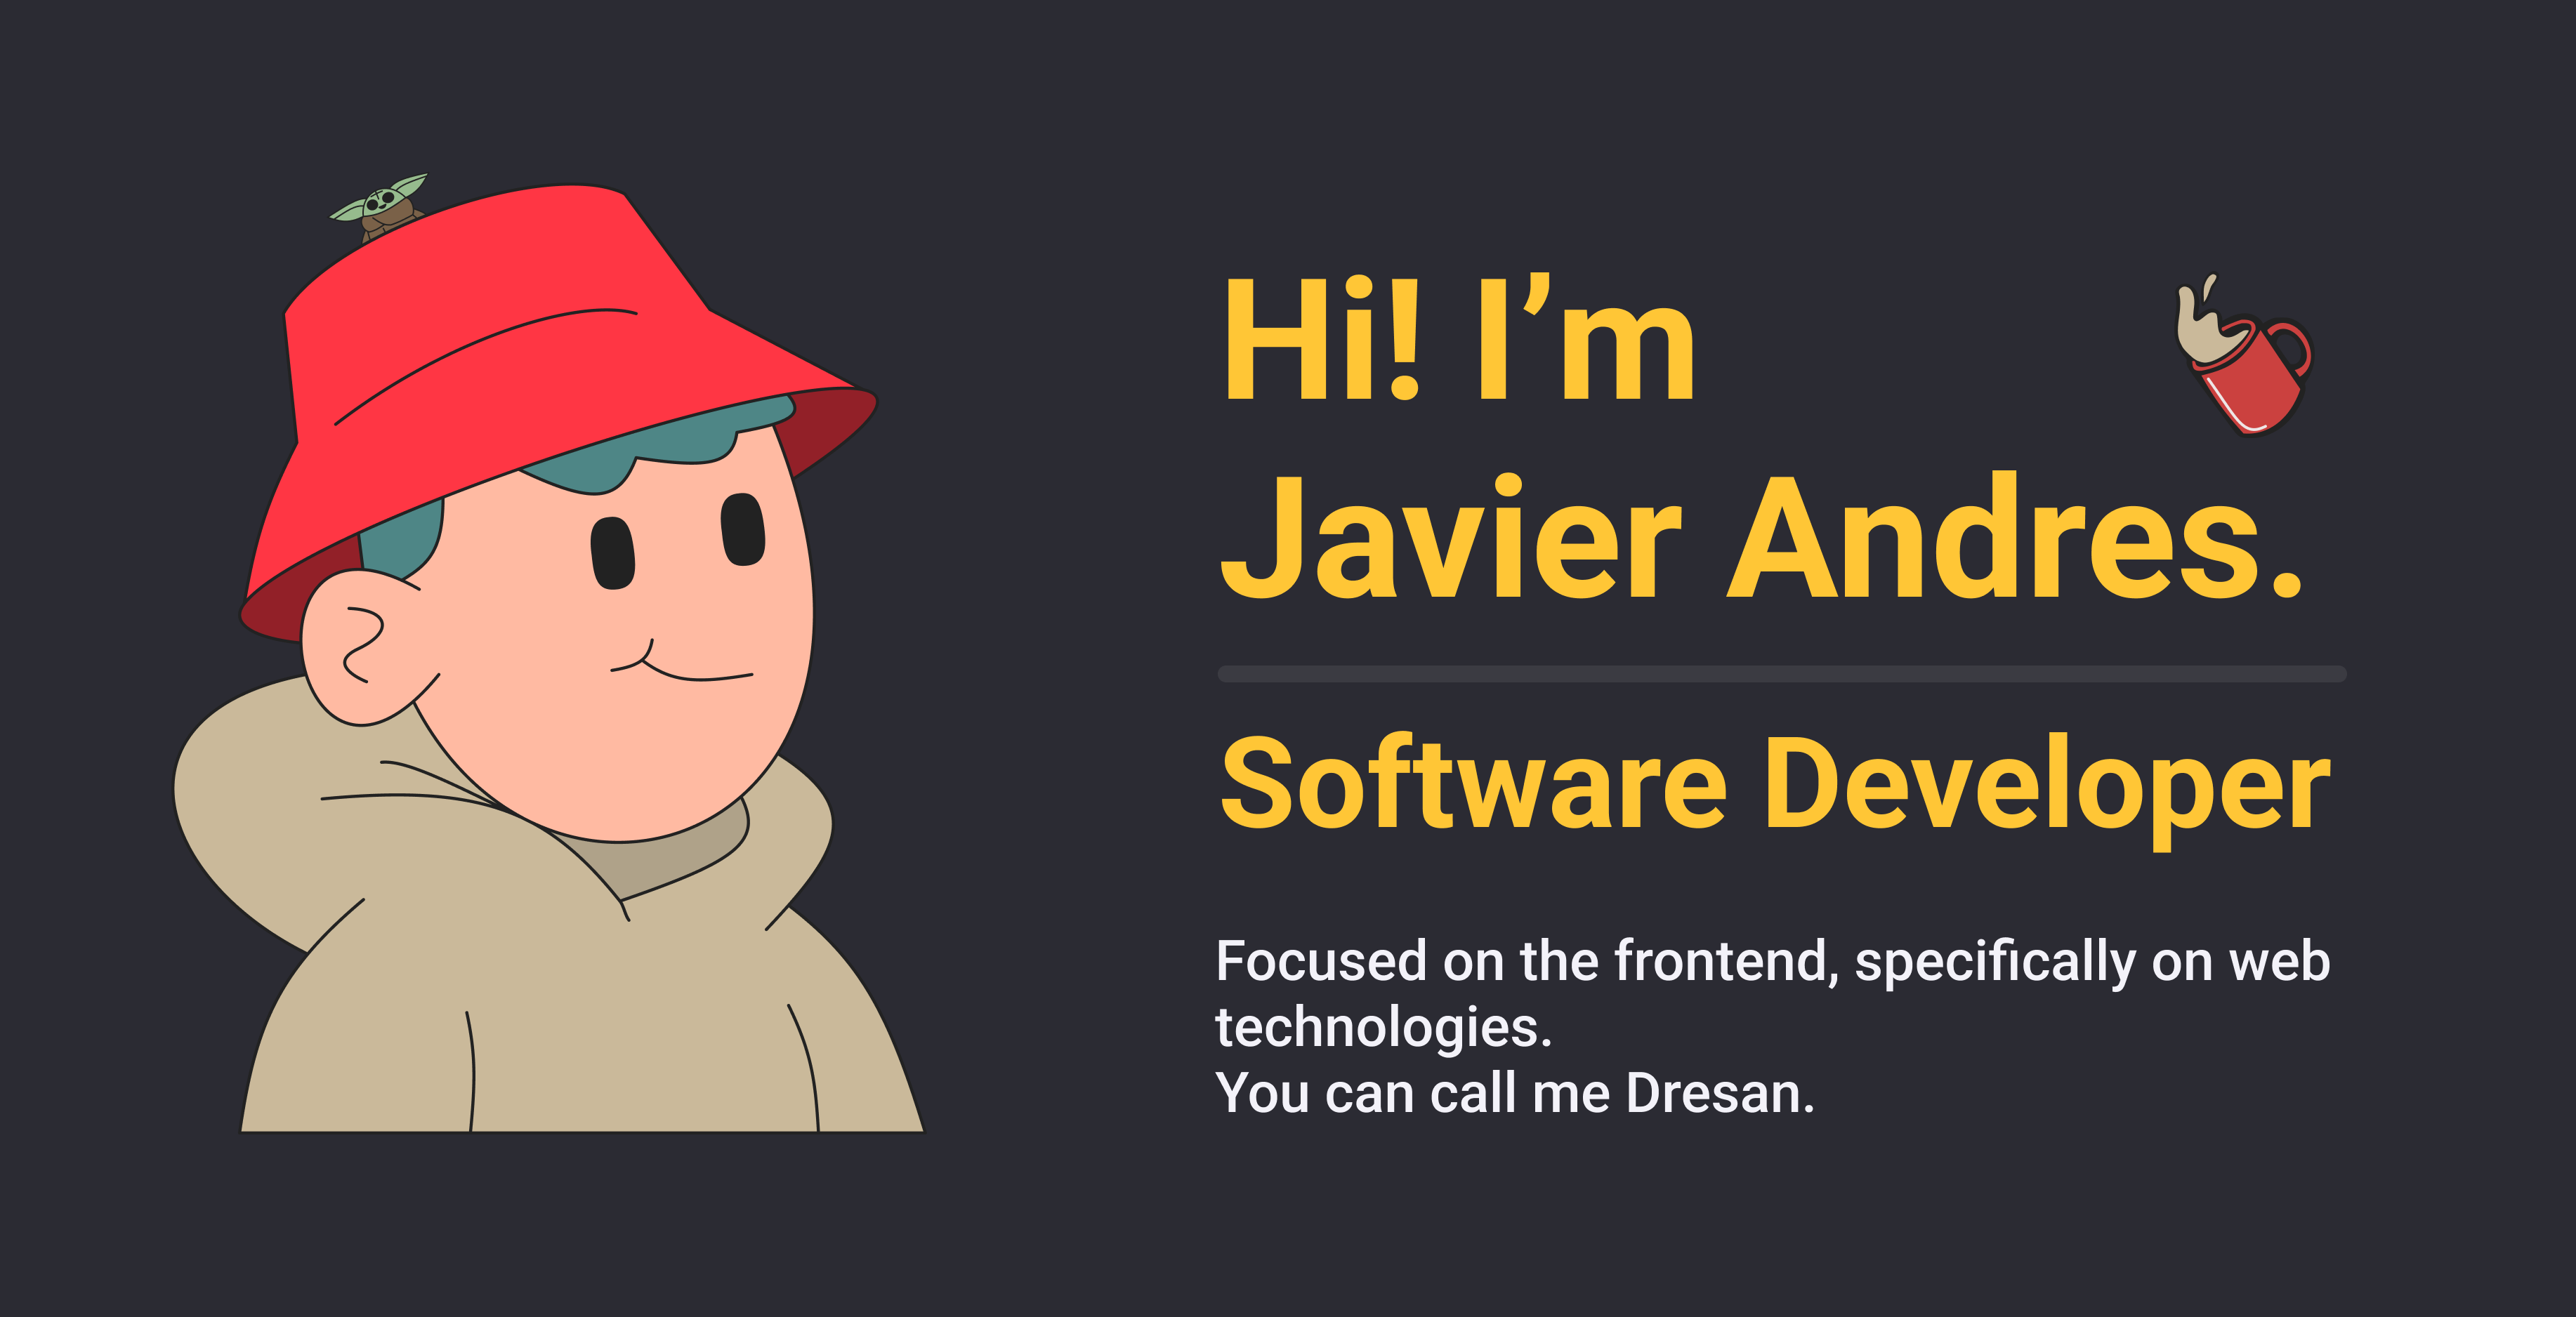 Hi! I’m
Javier Andres.
Software Developer
Focused on the frontend, specifically on web
technologies.
You can call me Dresan.